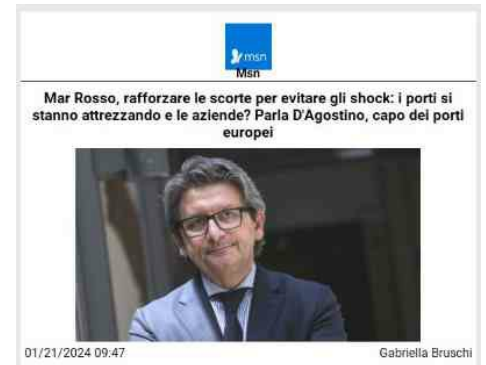 msn
Msn
Mar Rosso, rafforzare le scorte per evitare gli shock: i porti si
stanno attrezzando e le aziende? Parla D'Agostino, capo dei porti
europei
01/21/2024 09:47
Gabriella Bruschi